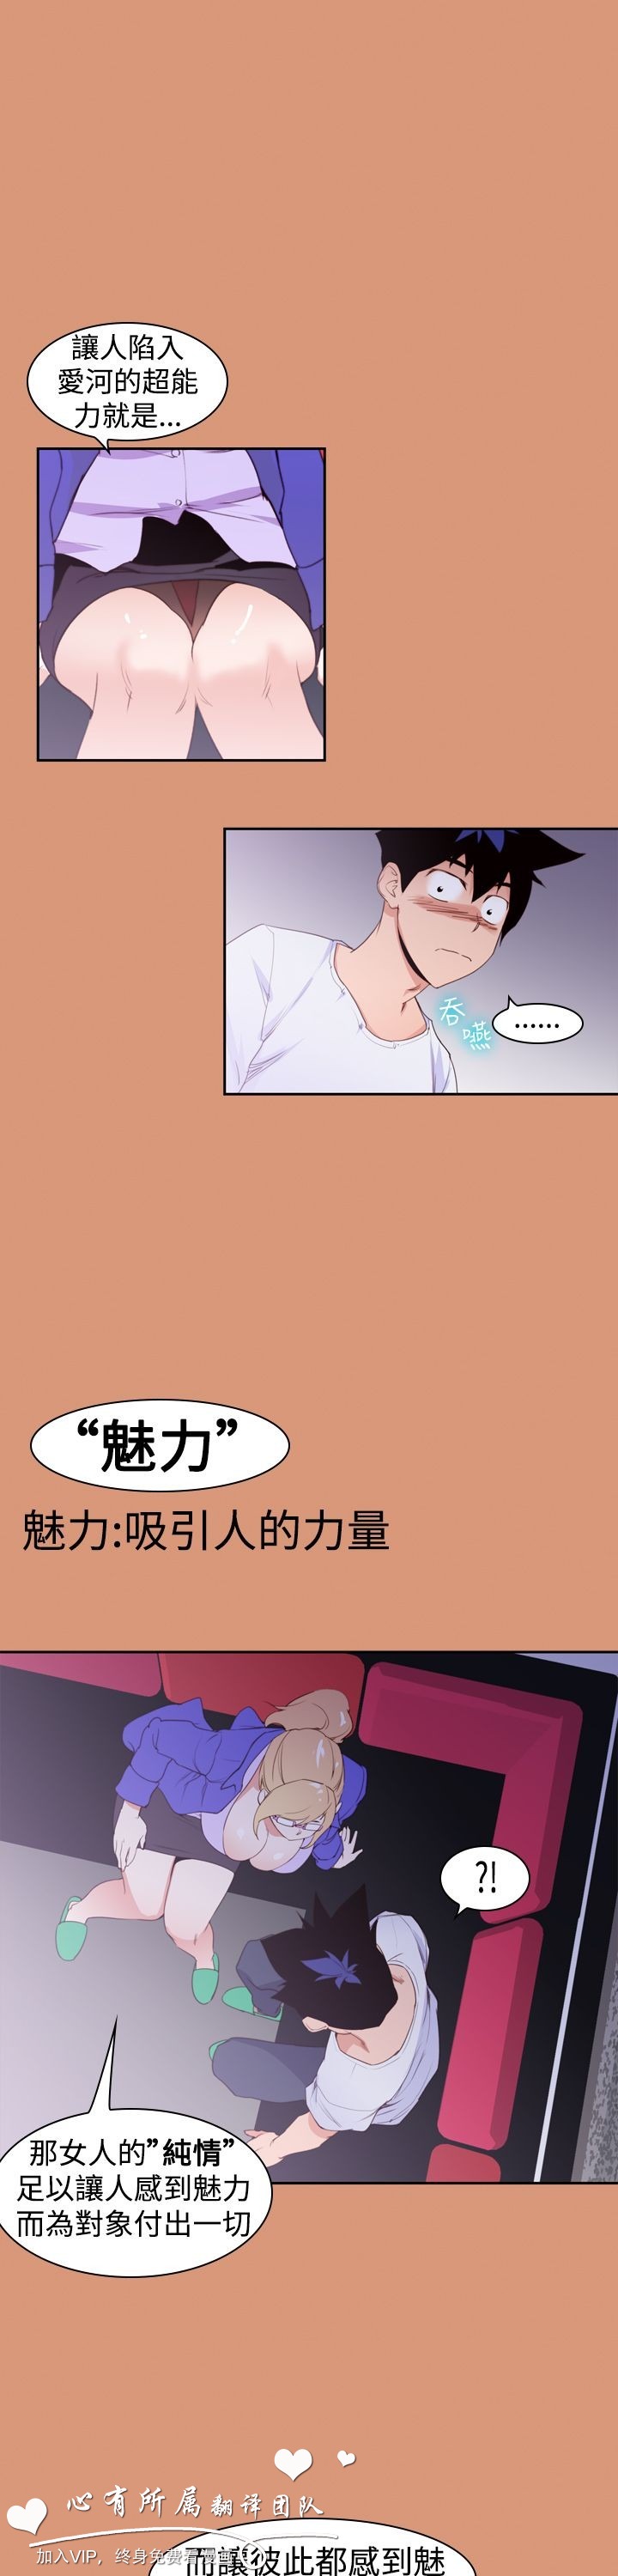 讓人陷入
愛河的超能
力就是...
吞
嚥
......
“魅力”
魅力:吸引人的力量
?!
那女人的”純情“
足以讓人感到魅力
而為對象付出一切
心有所属翻译团队
加入VIP，终身免费看漫画
而讓彼此都感到魅